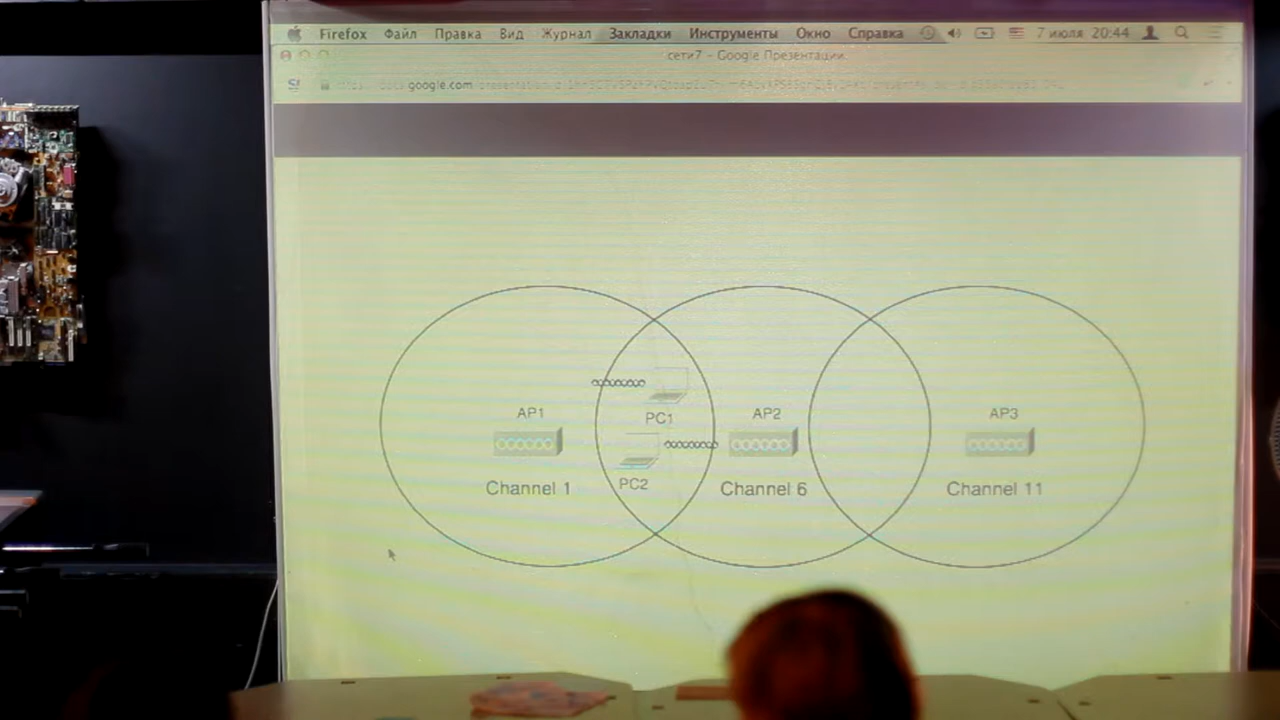 Firefox Файл Правка Вид Журнал Закладки Инструменты Окно Справка 7 июля 20:44
сети7 – Google Презентации
google.com
AP1 PC1 AP2 AP3
PC2
Channel 1 Channel 6 Channel 11